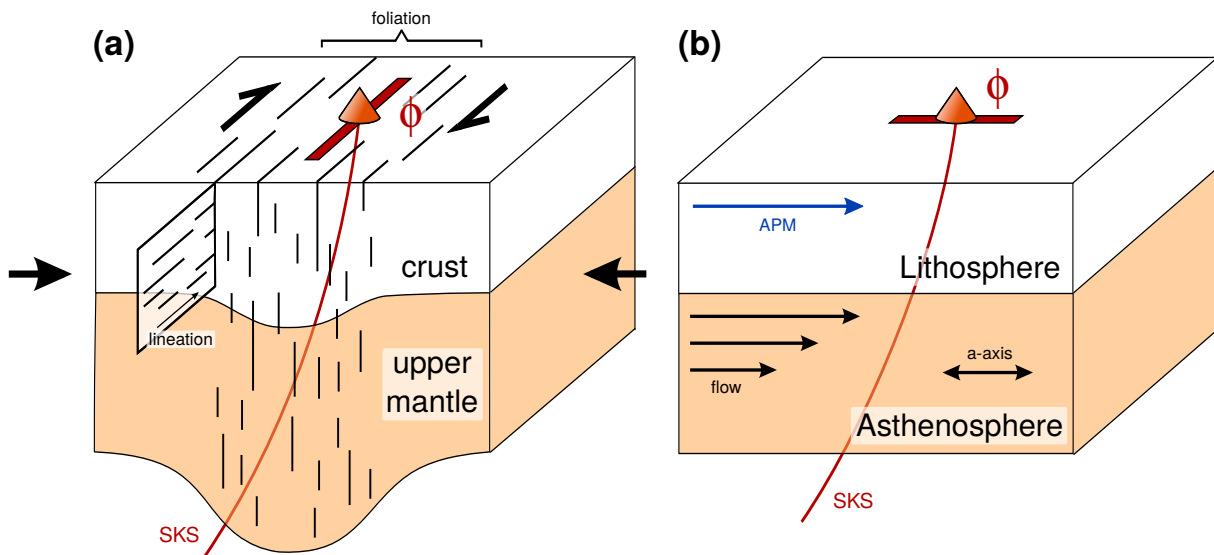 (a)
foliation
ϕ
crust
lineation
upper
mantle
SKS
(b)
ϕ
APM
Lithosphere
a-axis
flow
Asthenosphere
SKS